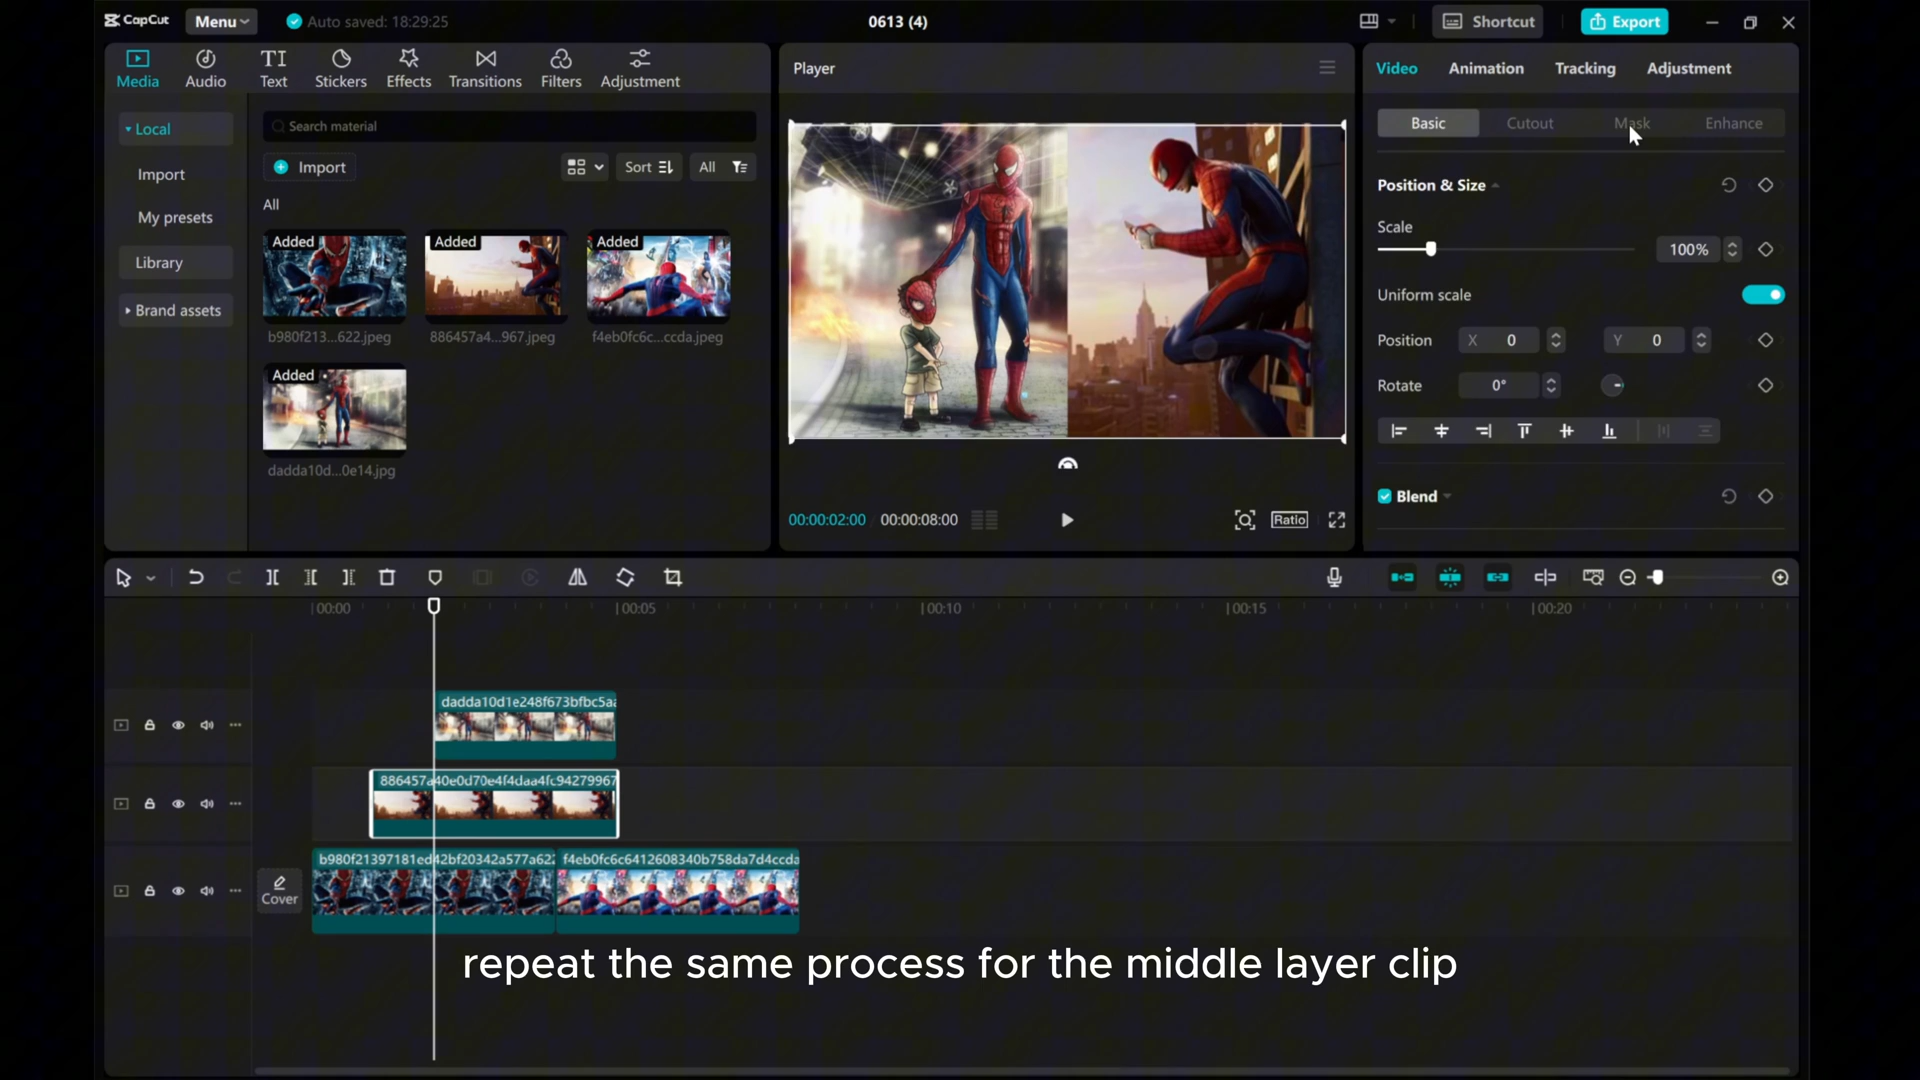 CapCut
Menu
Auto saved: 18:29:25
0613 (4)
Shortcut
Export
Media
Audio
TI
Text
Stickers
Effects
Transitions
Filters
Adjustment
Local
Import
My presets
Library
Brand assets
Search material
Import
Sort
All
All
Added
Added
Added
b980f213...622.jpeg
886457a4...967.jpeg
f4eb0fc6c...ccda.jpeg
Added
dadda10d...0e14.jpg
Player
00:00:02:00
00:00:08:00
Ratio
Video
Animation
Tracking
Adjustment
Basic
Cutout
Mask
Enhance
Position & Size
Scale
100%
Uniform scale
Position
X 0
Y 0
Rotate
0°
Blend
00:00
00:05
00:10
00:15
00:20
dadda10d1e248f673bfbc5aa
886457a40e0d70e4f4daa4fc94279967
b980f21397181ed42bf20342a577a622
f4eb0fc6c6412608340b758da7d4ccda
Cover
repeat the same process for the middle layer clip